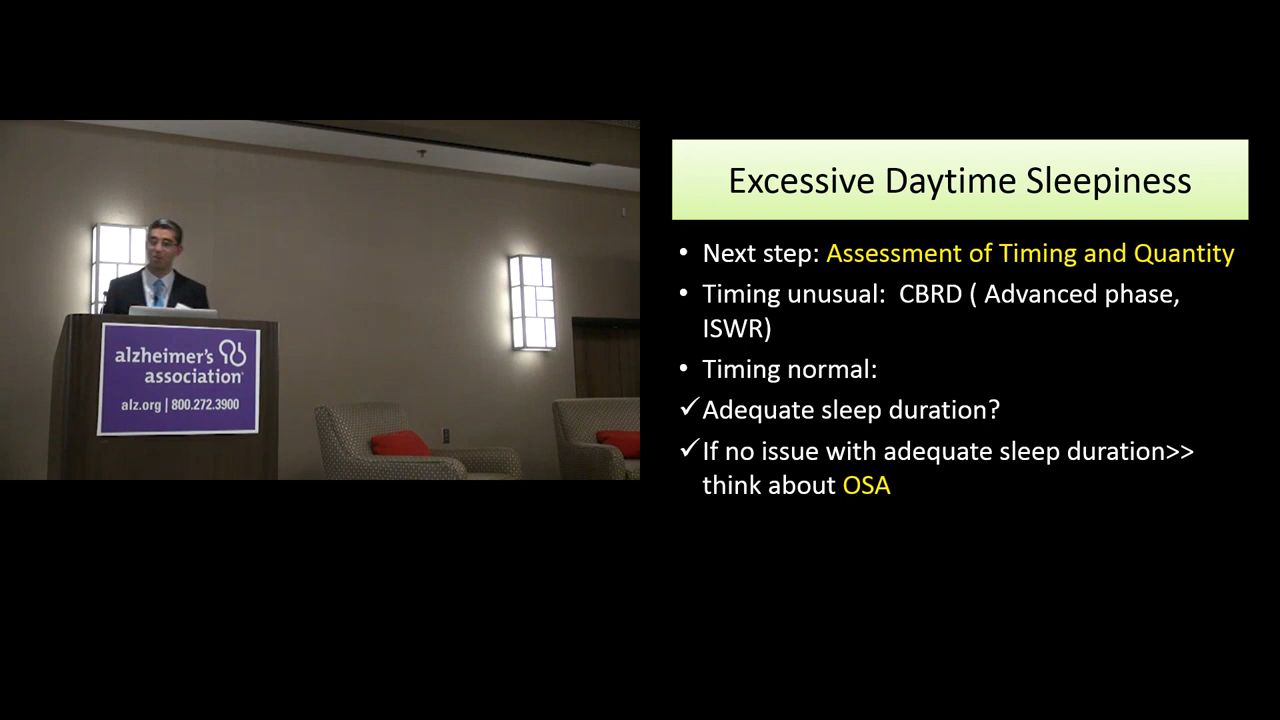 alzheimer's
association
alz.org | 800.272.3900
Excessive Daytime Sleepiness
• Next step: Assessment of Timing and Quantity
• Timing unusual: CBRD ( Advanced phase,
ISWR)
• Timing normal:
✓Adequate sleep duration?
✓If no issue with adequate sleep duration>>
think about OSA